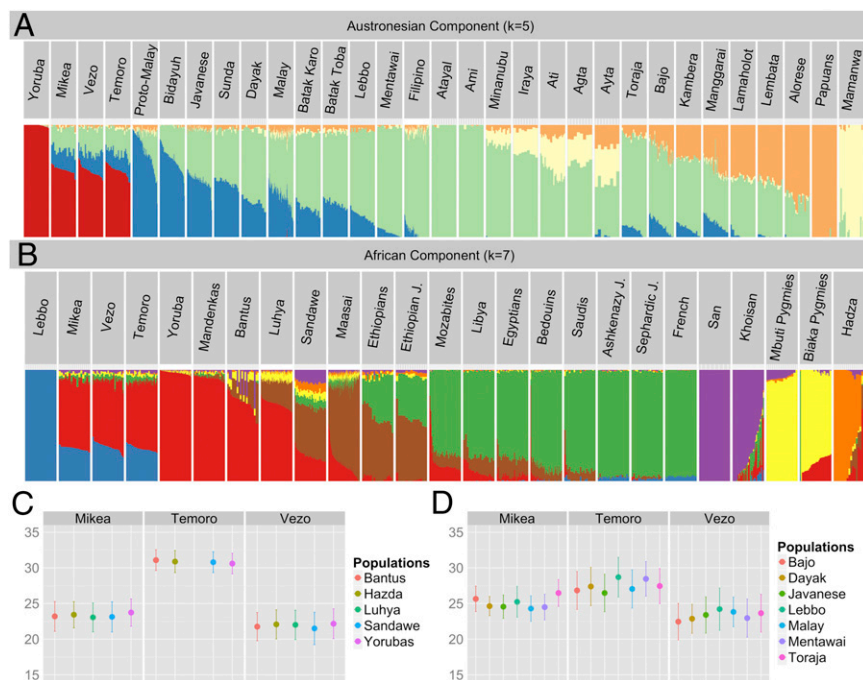 A
Austronesian Component (k=5)
Yoruba Mikea Vezo Temoro Proto-Malay Bidayuh Javanese Sunda Dayak Malay Batak Karo Batak Toba Lebbo Mentawai Filipino Atayal Ami Minanubu Iraya Ati Agta Ayta Toraja Bajo Kambera Manggarai Lamaholot Lembata Alorese Papuans Mamanwa
B
African Component (k=7)
Lebbo Mikea Vezo Temoro Yoruba Mandenkas Bantus Luhya Sandawe Maasai Ethiopians Ethiopian J. Mozabites Libya Egyptians Bedouins Saudis Ashkenazy J. Sephardic J. French San Khoisan Mbuti Pygmies Biaka Pygmies Hadza
C
Mikea Temoro Vezo
35
30
25
20
15
Populations
Bantus
Hazda
Luhya
Sandawe
Yorubas
D
Mikea Temoro Vezo
35
30
25
20
15
Populations
Bajo
Dayak
Javanese
Lebbo
Malay
Mentawai
Toraja